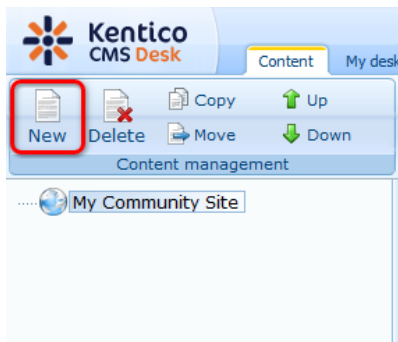 Kentico
CMS Desk
Content My desk
New Delete Copy Up
Move Down
Content management
My Community Site